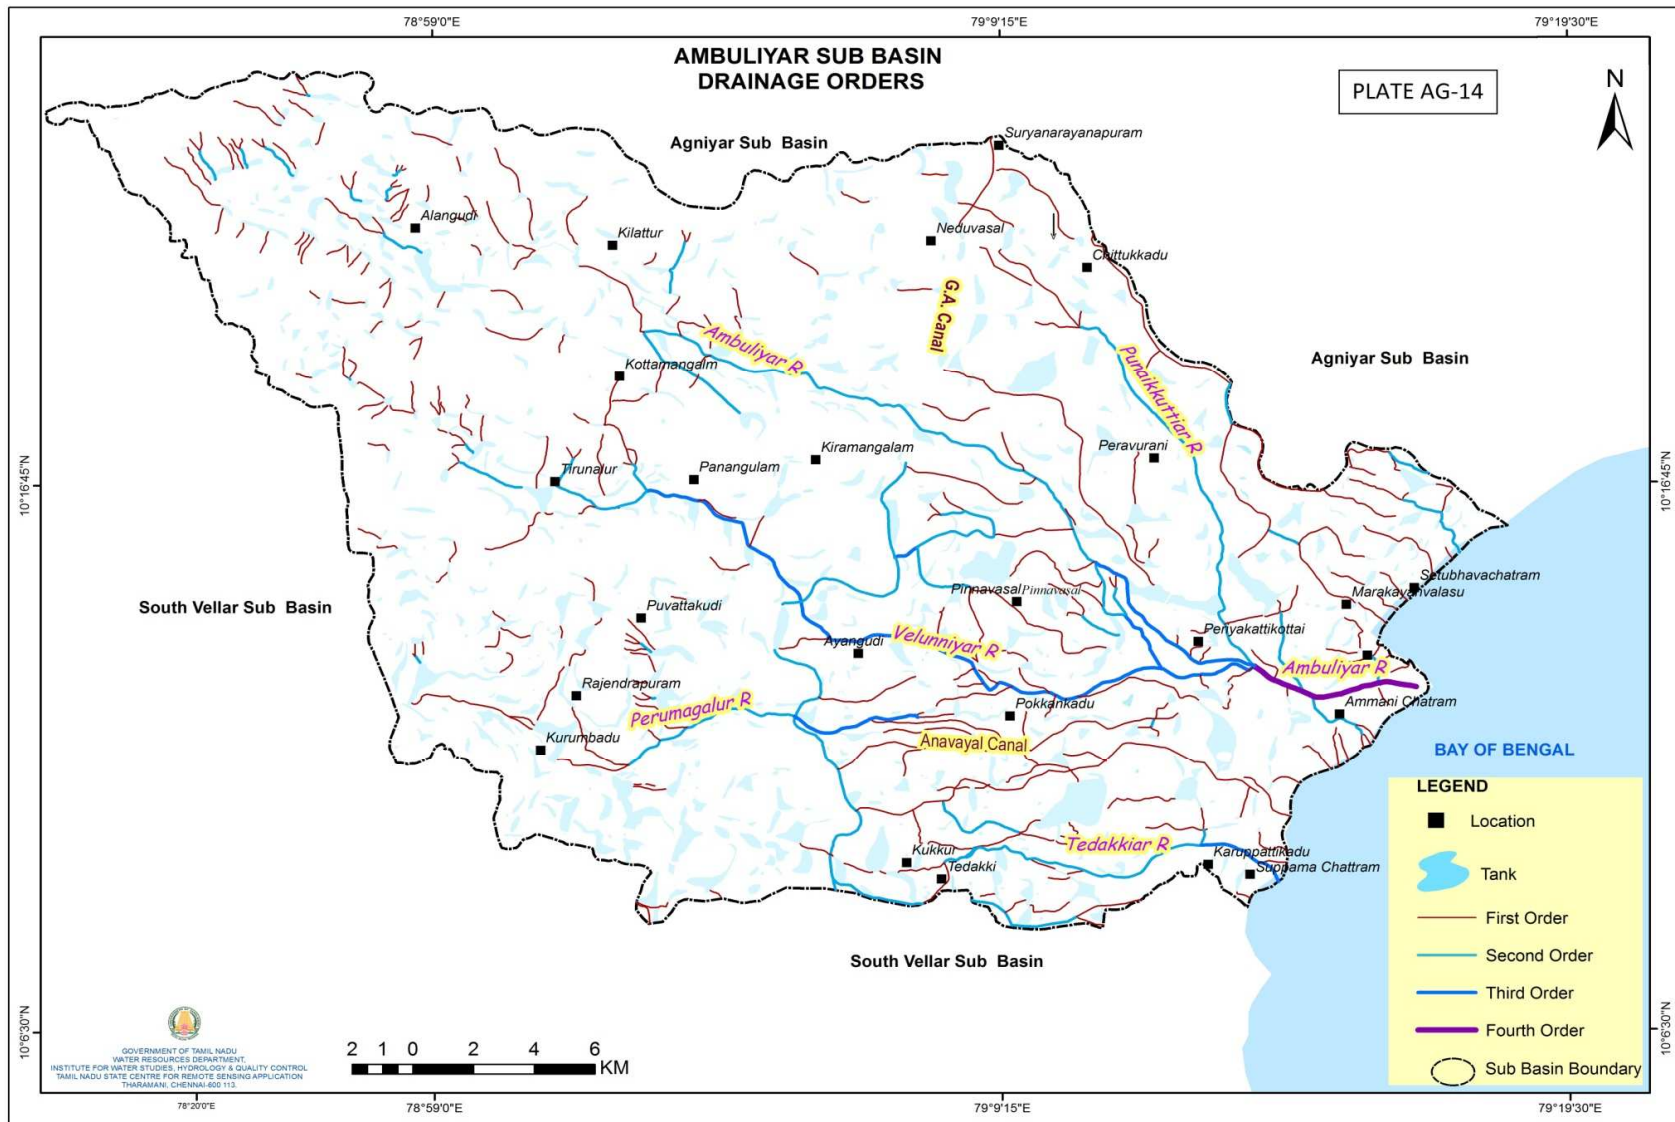 78°59'0"E
79°9'15"E
79°19'30"E
AMBULIYAR SUB BASIN
DRAINAGE ORDERS
PLATE AG-14
N
Agniyar Sub Basin
Suryanarayanapuram
Alangudi
Kilattur
Neduvasal
Chittukkadu
G.A. Canal
Ambuliyar R
Punaikkuttiar R
Agniyar Sub Basin
Kottamangalm
Kiramangalam
Peravurani
Tirunalur
Panangulam
10°16'45"N
10°16'45"N
Setubhavachatram
Pinnavasal
Pinnavasal
Marakayanvalasu
South Vellar Sub Basin
Puvattakudi
Ayangudi
Velunniyar R
Periyakattikottai
Ambuliyar R
Rajendrapuram
Perumagalur R
Pokkankadu
Ammani Chatram
Kurumbadu
Anavayal Canal
BAY OF BENGAL
Kukkur
Tedakki
Tedakkiar R
Karuppattikadu
Suppama Chattram
South Vellar Sub Basin
LEGEND
Location
Tank
First Order
Second Order
Third Order
Fourth Order
Sub Basin Boundary
10°6'30"N
10°6'30"N
GOVERNMENT OF TAMIL NADU
WATER RESOURCES DEPARTMENT,
INSTITUTE FOR WATER STUDIES, HYDROLOGY & QUALITY CONTROL
TAMIL NADU STATE CENTRE FOR REMOTE SENSING APPLICATION
THARAMANI, CHENNAI-600 113.
2 1 0 2 4 6
KM
78°20'0"E
78°59'0"E
79°9'15"E
79°19'30"E